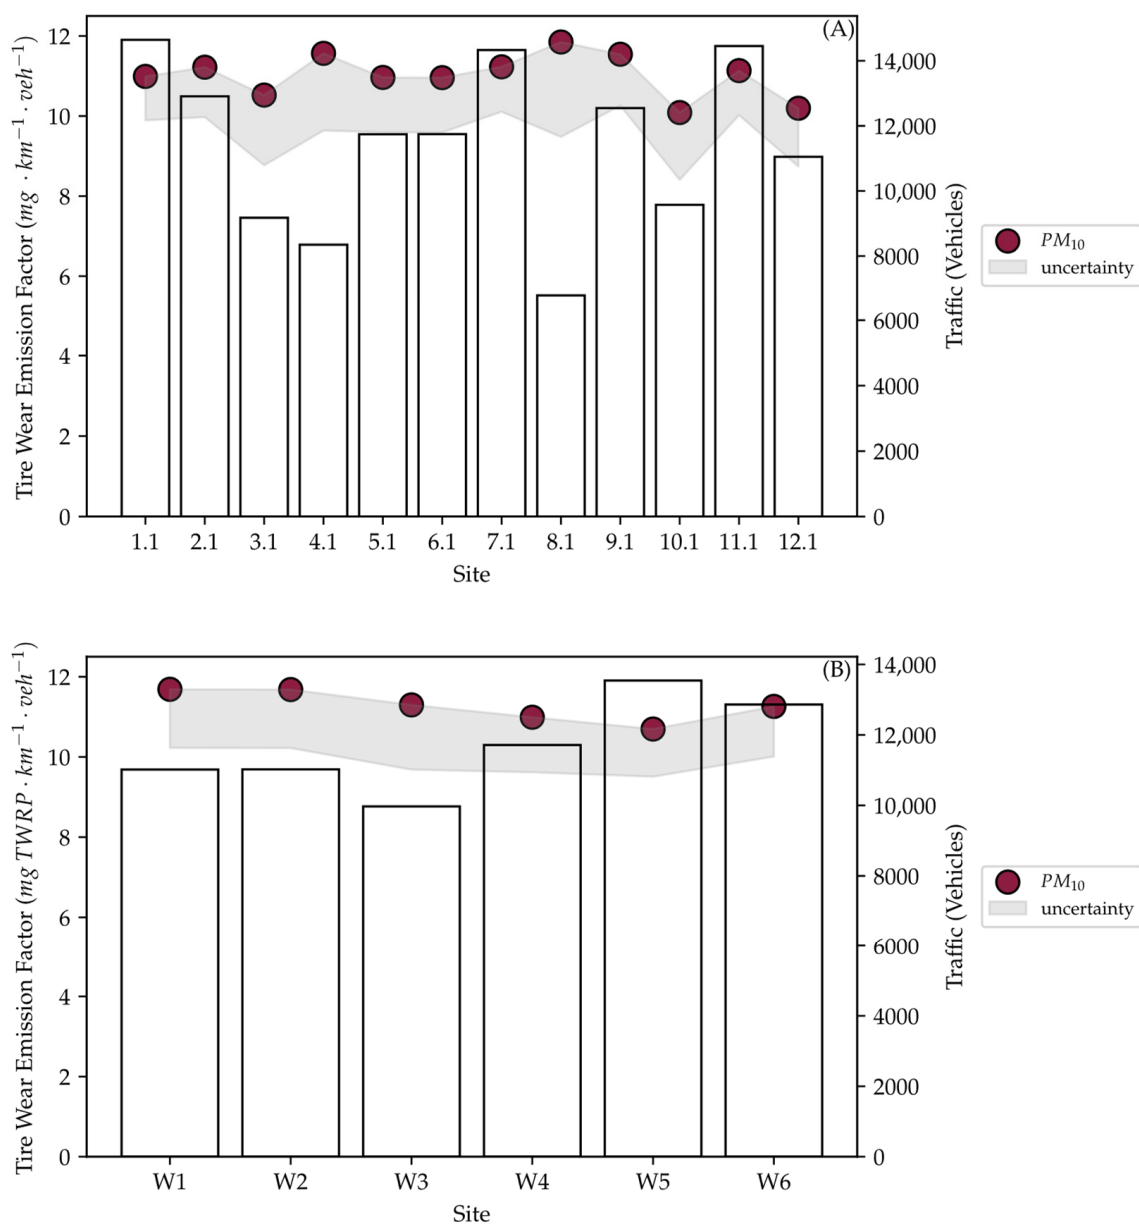 (A)
Tire Wear Emission Factor (mg · km⁻¹ · veh⁻¹)
12
10
8
6
4
2
0
14,000
12,000
10,000
8000
6000
4000
2000
0
Traffic (Vehicles)
1.1 2.1 3.1 4.1 5.1 6.1 7.1 8.1 9.1 10.1 11.1 12.1
Site
PM₁₀
uncertainty
(B)
Tire Wear Emission Factor (mg TWRP · km⁻¹ · veh⁻¹)
12
10
8
6
4
2
0
14,000
12,000
10,000
8000
6000
4000
2000
0
Traffic (Vehicles)
W1 W2 W3 W4 W5 W6
Site
PM₁₀
uncertainty